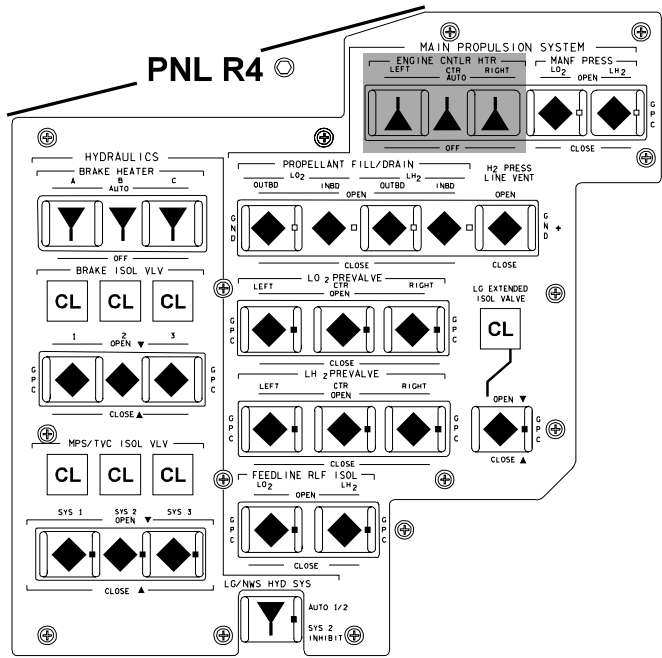 PNL R4
MAIN PROPULSION SYSTEM
ENGINE CNTLR HTR
MANF PRESS
LEFT
CTR
RIGHT
LO2
LH2
AUTO
OPEN
GPC
OFF
CLOSE
HYDRAULICS
BRAKE HEATER
A
B
C
AUTO
OFF
PROPELLANT FILL/DRAIN
LO2
LH2
OUTBD
INBD
OUTBD
INBD
OPEN
H2 PRESS
LINE VENT
OPEN
GND
GND
+
CLOSE
CLOSE
BRAKE ISOL VLV
CL
CL
CL
1
2
3
OPEN ▼
GPC
GPC
CLOSE ▲
LO2 PREVALVE
LEFT
CTR
RIGHT
OPEN
GPC
GPC
CLOSE
LG EXTENDED
ISOL VALVE
CL
OPEN ▼
GPC
CLOSE ▲
LH2 PREVALVE
LEFT
CTR
RIGHT
OPEN
GPC
GPC
CLOSE
MPS/TVC ISOL VLV
CL
CL
CL
SYS 1
SYS 2
SYS 3
OPEN ▼
CLOSE ▲
FEEDLINE RLF ISOL
LO2
LH2
OPEN
GPC
GPC
CLOSE
LG/NWS HYD SYS
AUTO 1/2
SYS 2
INHIBIT